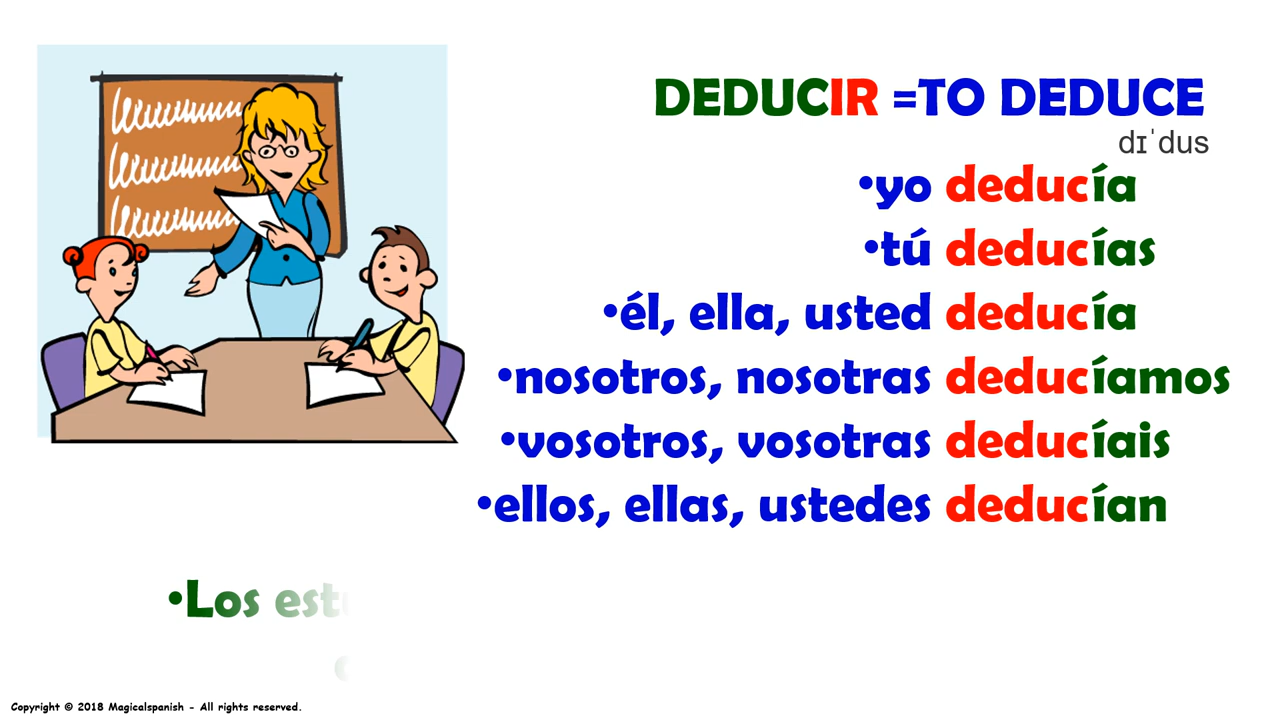 DEDUCIR =TO DEDUCE
dɪˈdus
•yo deducía
•tú deducías
•él, ella, usted deducía
•nosotros, nosotras deducíamos
•vosotros, vosotras deducíais
•ellos, ellas, ustedes deducían
•Los
Copyright © 2018 Magicalspanish - All rights reserved.